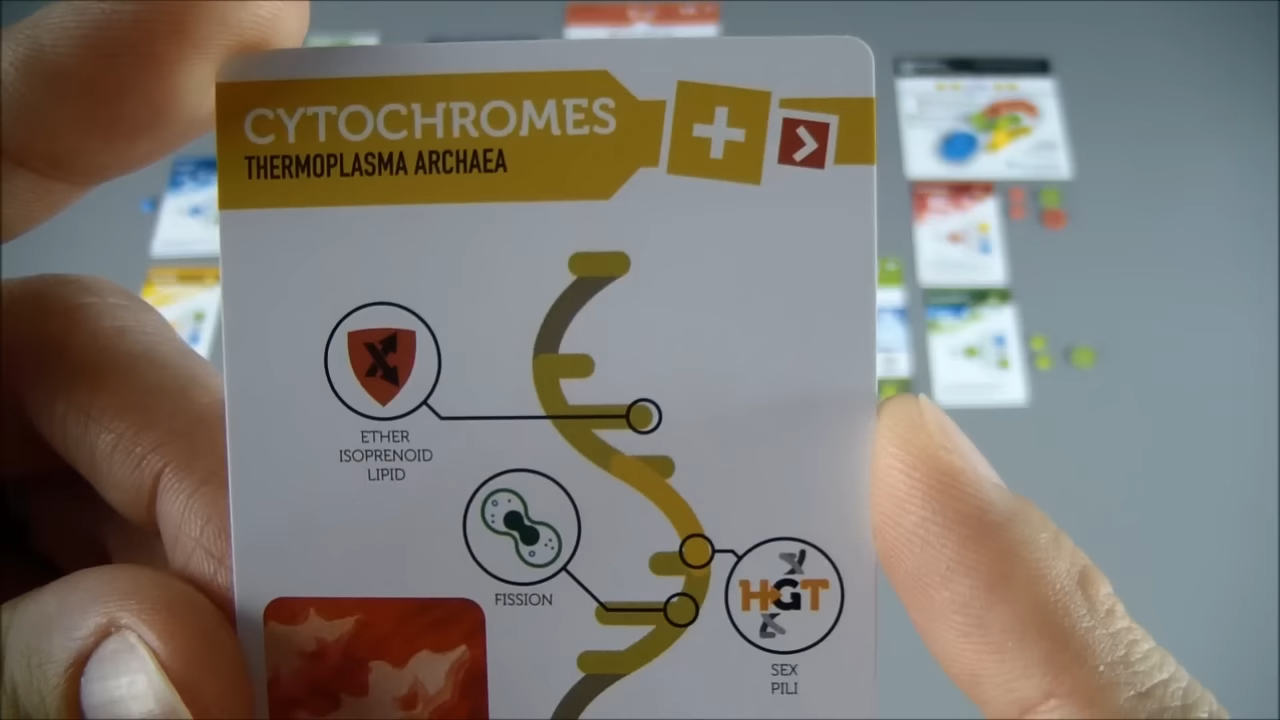 CYTOCHROMES
THERMOPLASMA ARCHAEA
ETHER
ISOPRENOID
LIPID
FISSION
HGT
SEX
PILI